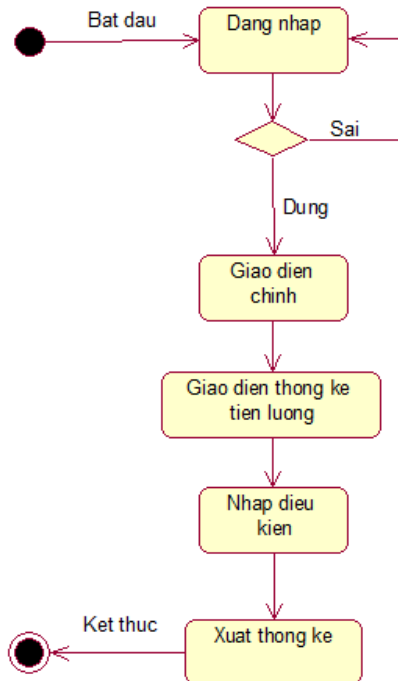 Bat dau
Dang nhap
Sai
Dung
Giao dien
chinh
Giao dien thong ke
tien luong
Nhap dieu
kien
Ket thuc
Xuat thong ke